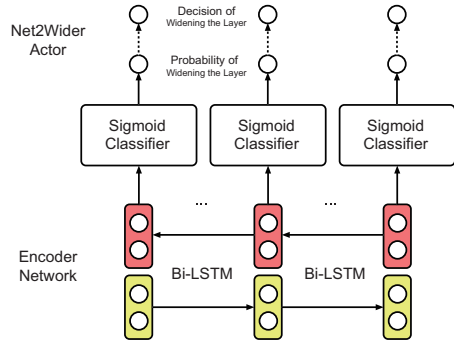 Net2Wider
Actor
Decision of
Widening the Layer
Probability of
Widening the Layer
Sigmoid
Classifier
Sigmoid
Classifier
Sigmoid
Classifier
...
...
Encoder
Network
Bi-LSTM
Bi-LSTM